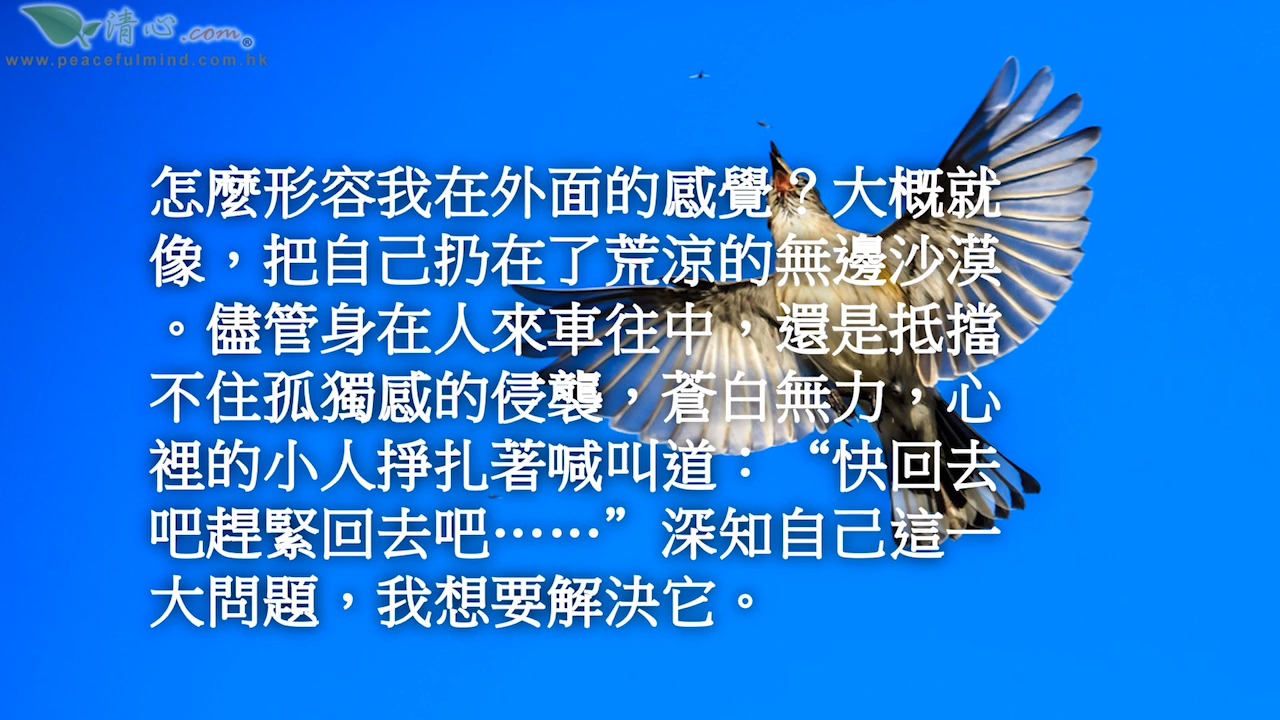 清心.com®
www.peacefulmind.com.hk
怎麼形容我在外面的感覺？大概就
像，把自己扔在了荒涼的無邊沙漠
。儘管身在人來車往中，還是抵擋
不住孤獨感的侵襲，蒼白無力，心
裡的小人掙扎著喊叫道：“快回去
吧趕緊回去吧……”深知自己這一
大問題，我想要解決它。